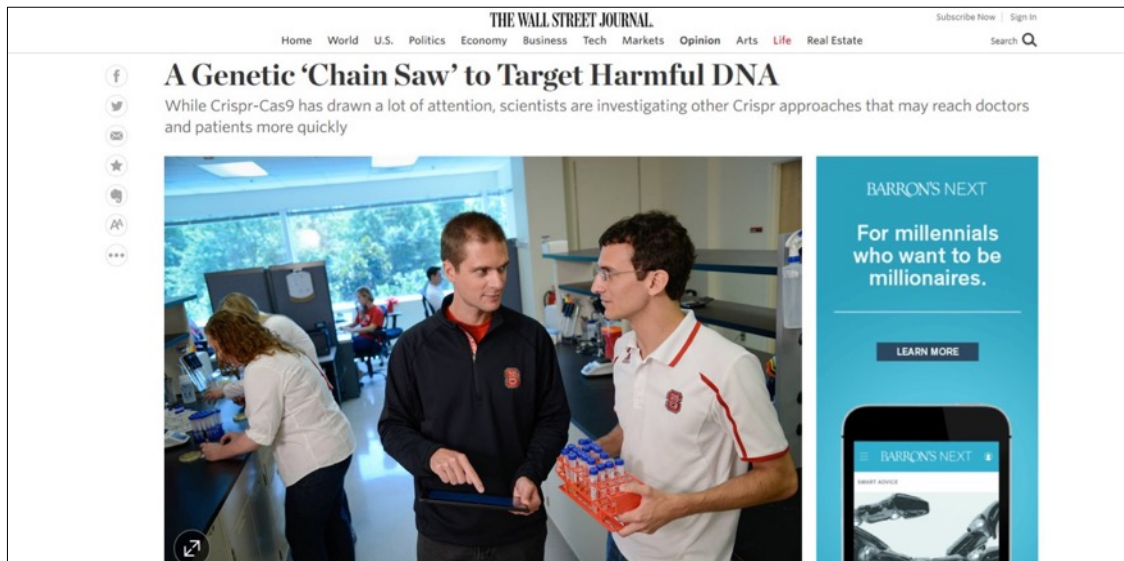 THE WALL STREET JOURNAL.
Subscribe Now | Sign In
Home World U.S. Politics Economy Business Tech Markets Opinion Arts Life Real Estate
Search
A Genetic ‘Chain Saw’ to Target Harmful DNA
While Crispr-Cas9 has drawn a lot of attention, scientists are investigating other Crispr approaches that may reach doctors
and patients more quickly
BARRON'S NEXT
For millennials
who want to be
millionaires.
LEARN MORE
BARRON'S NEXT
SMART ADVICE